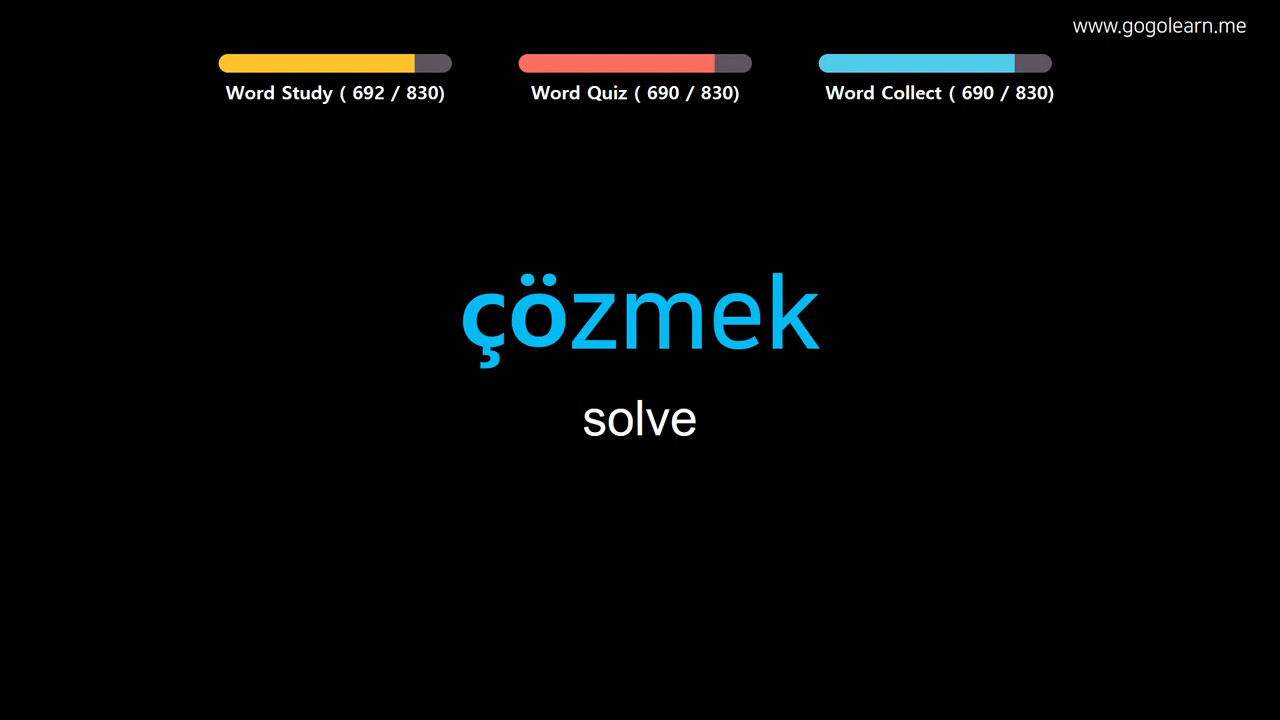 www.gogolearn.me
Word Study ( 692 / 830)
Word Quiz ( 690 / 830)
Word Collect ( 690 / 830)
çözmek
solve